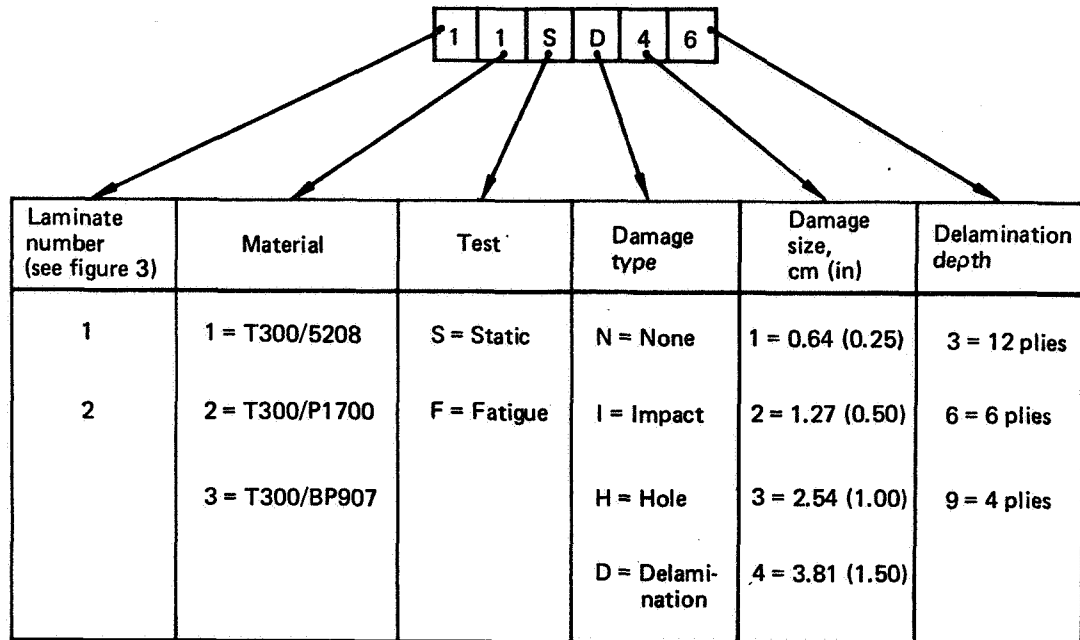 1 1 S D 4 6
Laminate
number
(see figure 3)
Material
Test
Damage
type
Damage
size,
cm (in)
Delamination
depth
1
1 = T300/5208
S = Static
N = None
1 = 0.64 (0.25)
3 = 12 plies
2
2 = T300/P1700
F = Fatigue
I = Impact
2 = 1.27 (0.50)
6 = 6 plies
3 = T300/BP907
H = Hole
3 = 2.54 (1.00)
9 = 4 plies
D = Delami-
nation
4 = 3.81 (1.50)